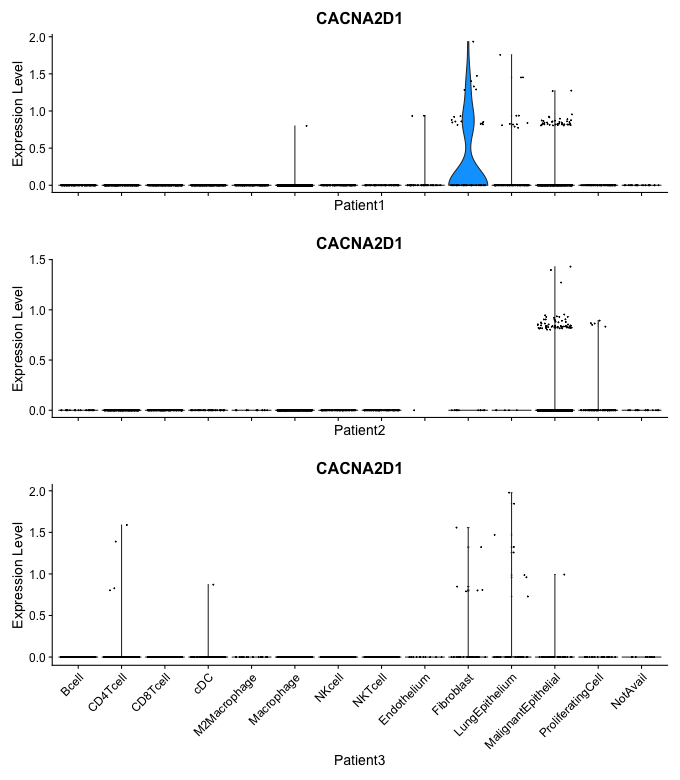 CACNA2D1
Expression Level
2.0
1.5
1.0
0.5
0.0
Patient1
CACNA2D1
Expression Level
1.5
1.0
0.5
0.0
Patient2
CACNA2D1
Expression Level
2.0
1.5
1.0
0.5
0.0
Bcell
CD4Tcell
CD8Tcell
cDC
M2Macrophage
Macrophage
NKcell
NKTcell
Endothelium
Fibroblast
LungEpithelium
MalignantEpithelial
ProliferatingCell
NotAvail
Patient3